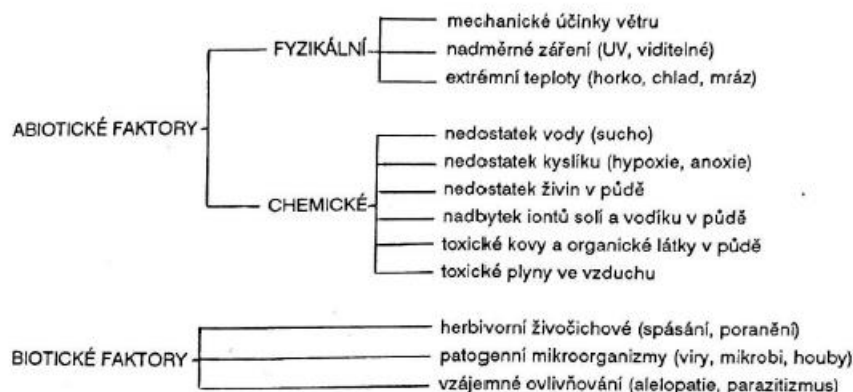 mechanické účinky větru
FYZIKÁLNÍ nadměrné záření (UV, viditelné)
extrémní teploty (horko, chlad, mráz)
ABIOTICKÉ FAKTORY
nedostatek vody (sucho)
nedostatek kyslíku (hypoxie, anoxie)
nedostatek živin v půdě
CHEMICKÉ
nadbytek iontů solí a vodíku v půdě
toxické kovy a organické látky v půdě
toxické plyny ve vzduchu
herbivorní živočichové (spásání, poranění)
BIOTICKÉ FAKTORY patogenní mikroorganizmy (viry, mikrobi, houby)
vzájemné ovlivňování (alelopatie, parazitizmus)